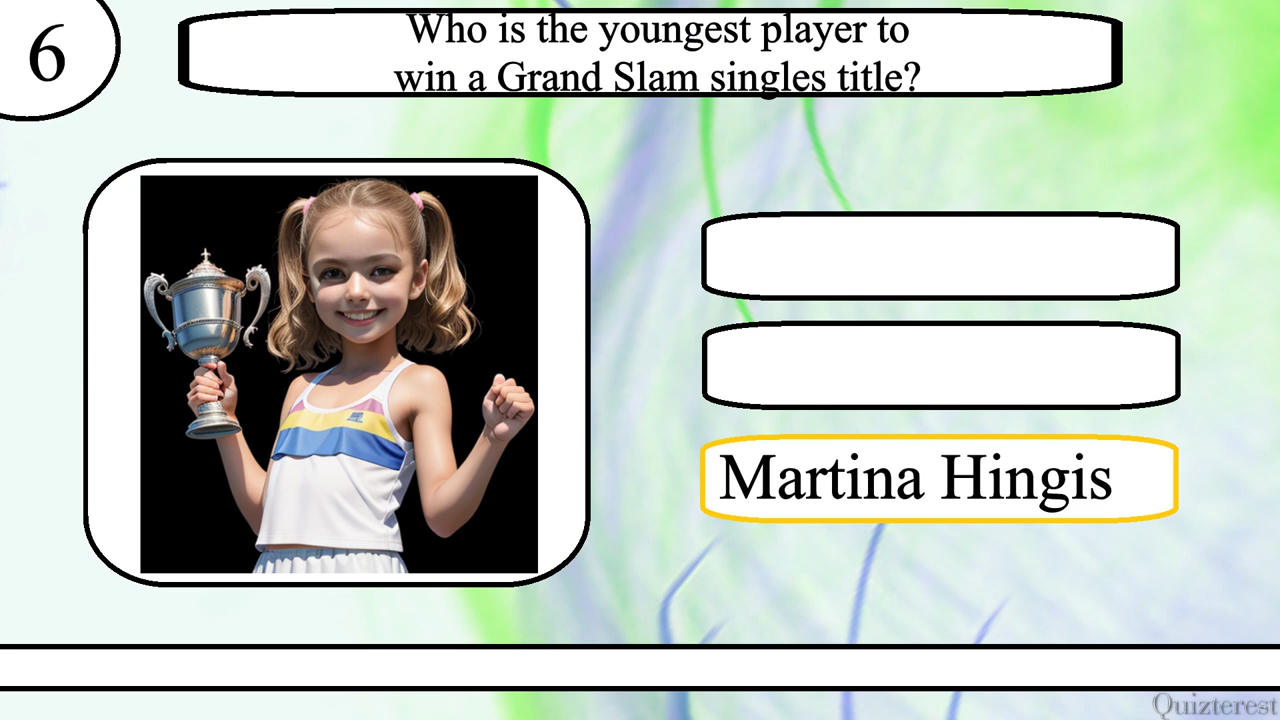 6
Who is the youngest player to
win a Grand Slam singles title?
Martina Hingis
Quizterest